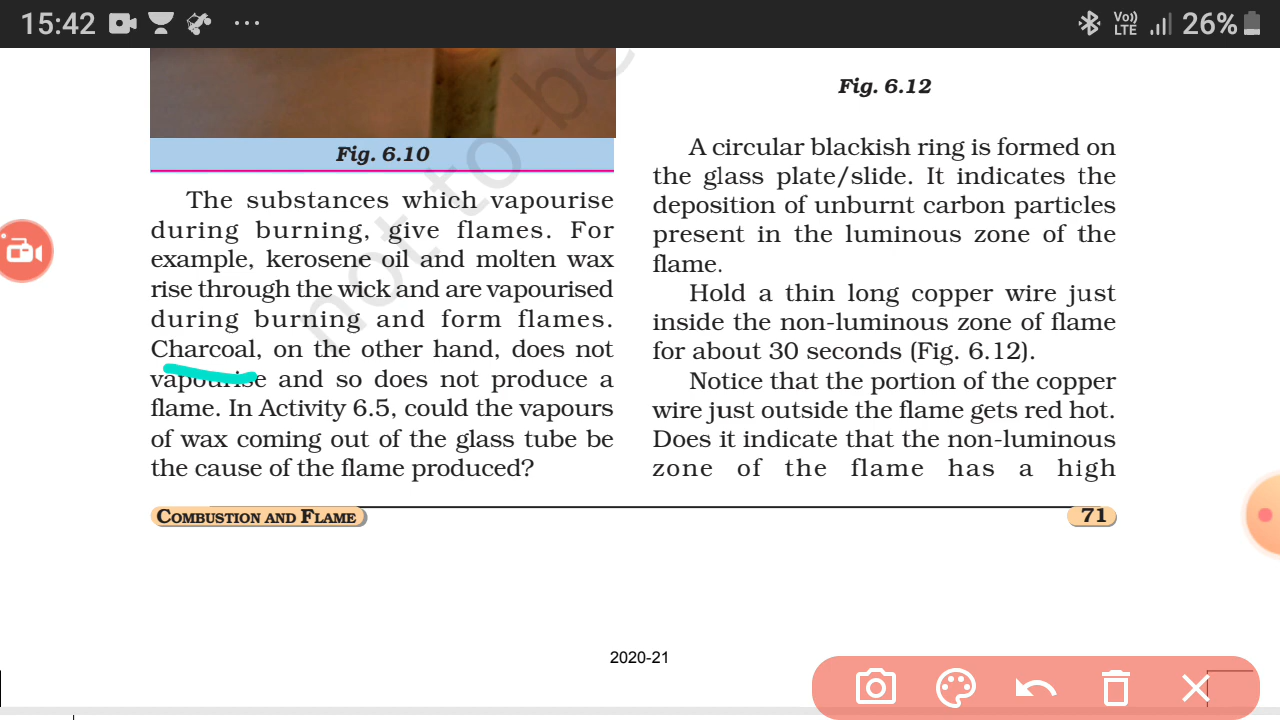 15:42
Vo))
LTE
26%
Fig. 6.10
The substances which vapourise
during burning, give flames. For
example, kerosene oil and molten wax
rise through the wick and are vapourised
during burning and form flames.
Charcoal, on the other hand, does not
vapourise and so does not produce a
flame. In Activity 6.5, could the vapours
of wax coming out of the glass tube be
the cause of the flame produced?
not to be
Fig. 6.12
A circular blackish ring is formed on
the glass plate/slide. It indicates the
deposition of unburnt carbon particles
present in the luminous zone of the
flame.
Hold a thin long copper wire just
inside the non-luminous zone of flame
for about 30 seconds (Fig. 6.12).
Notice that the portion of the copper
wire just outside the flame gets red hot.
Does it indicate that the non-luminous
zone of the flame has a high
COMBUSTION AND FLAME
71
2020-21